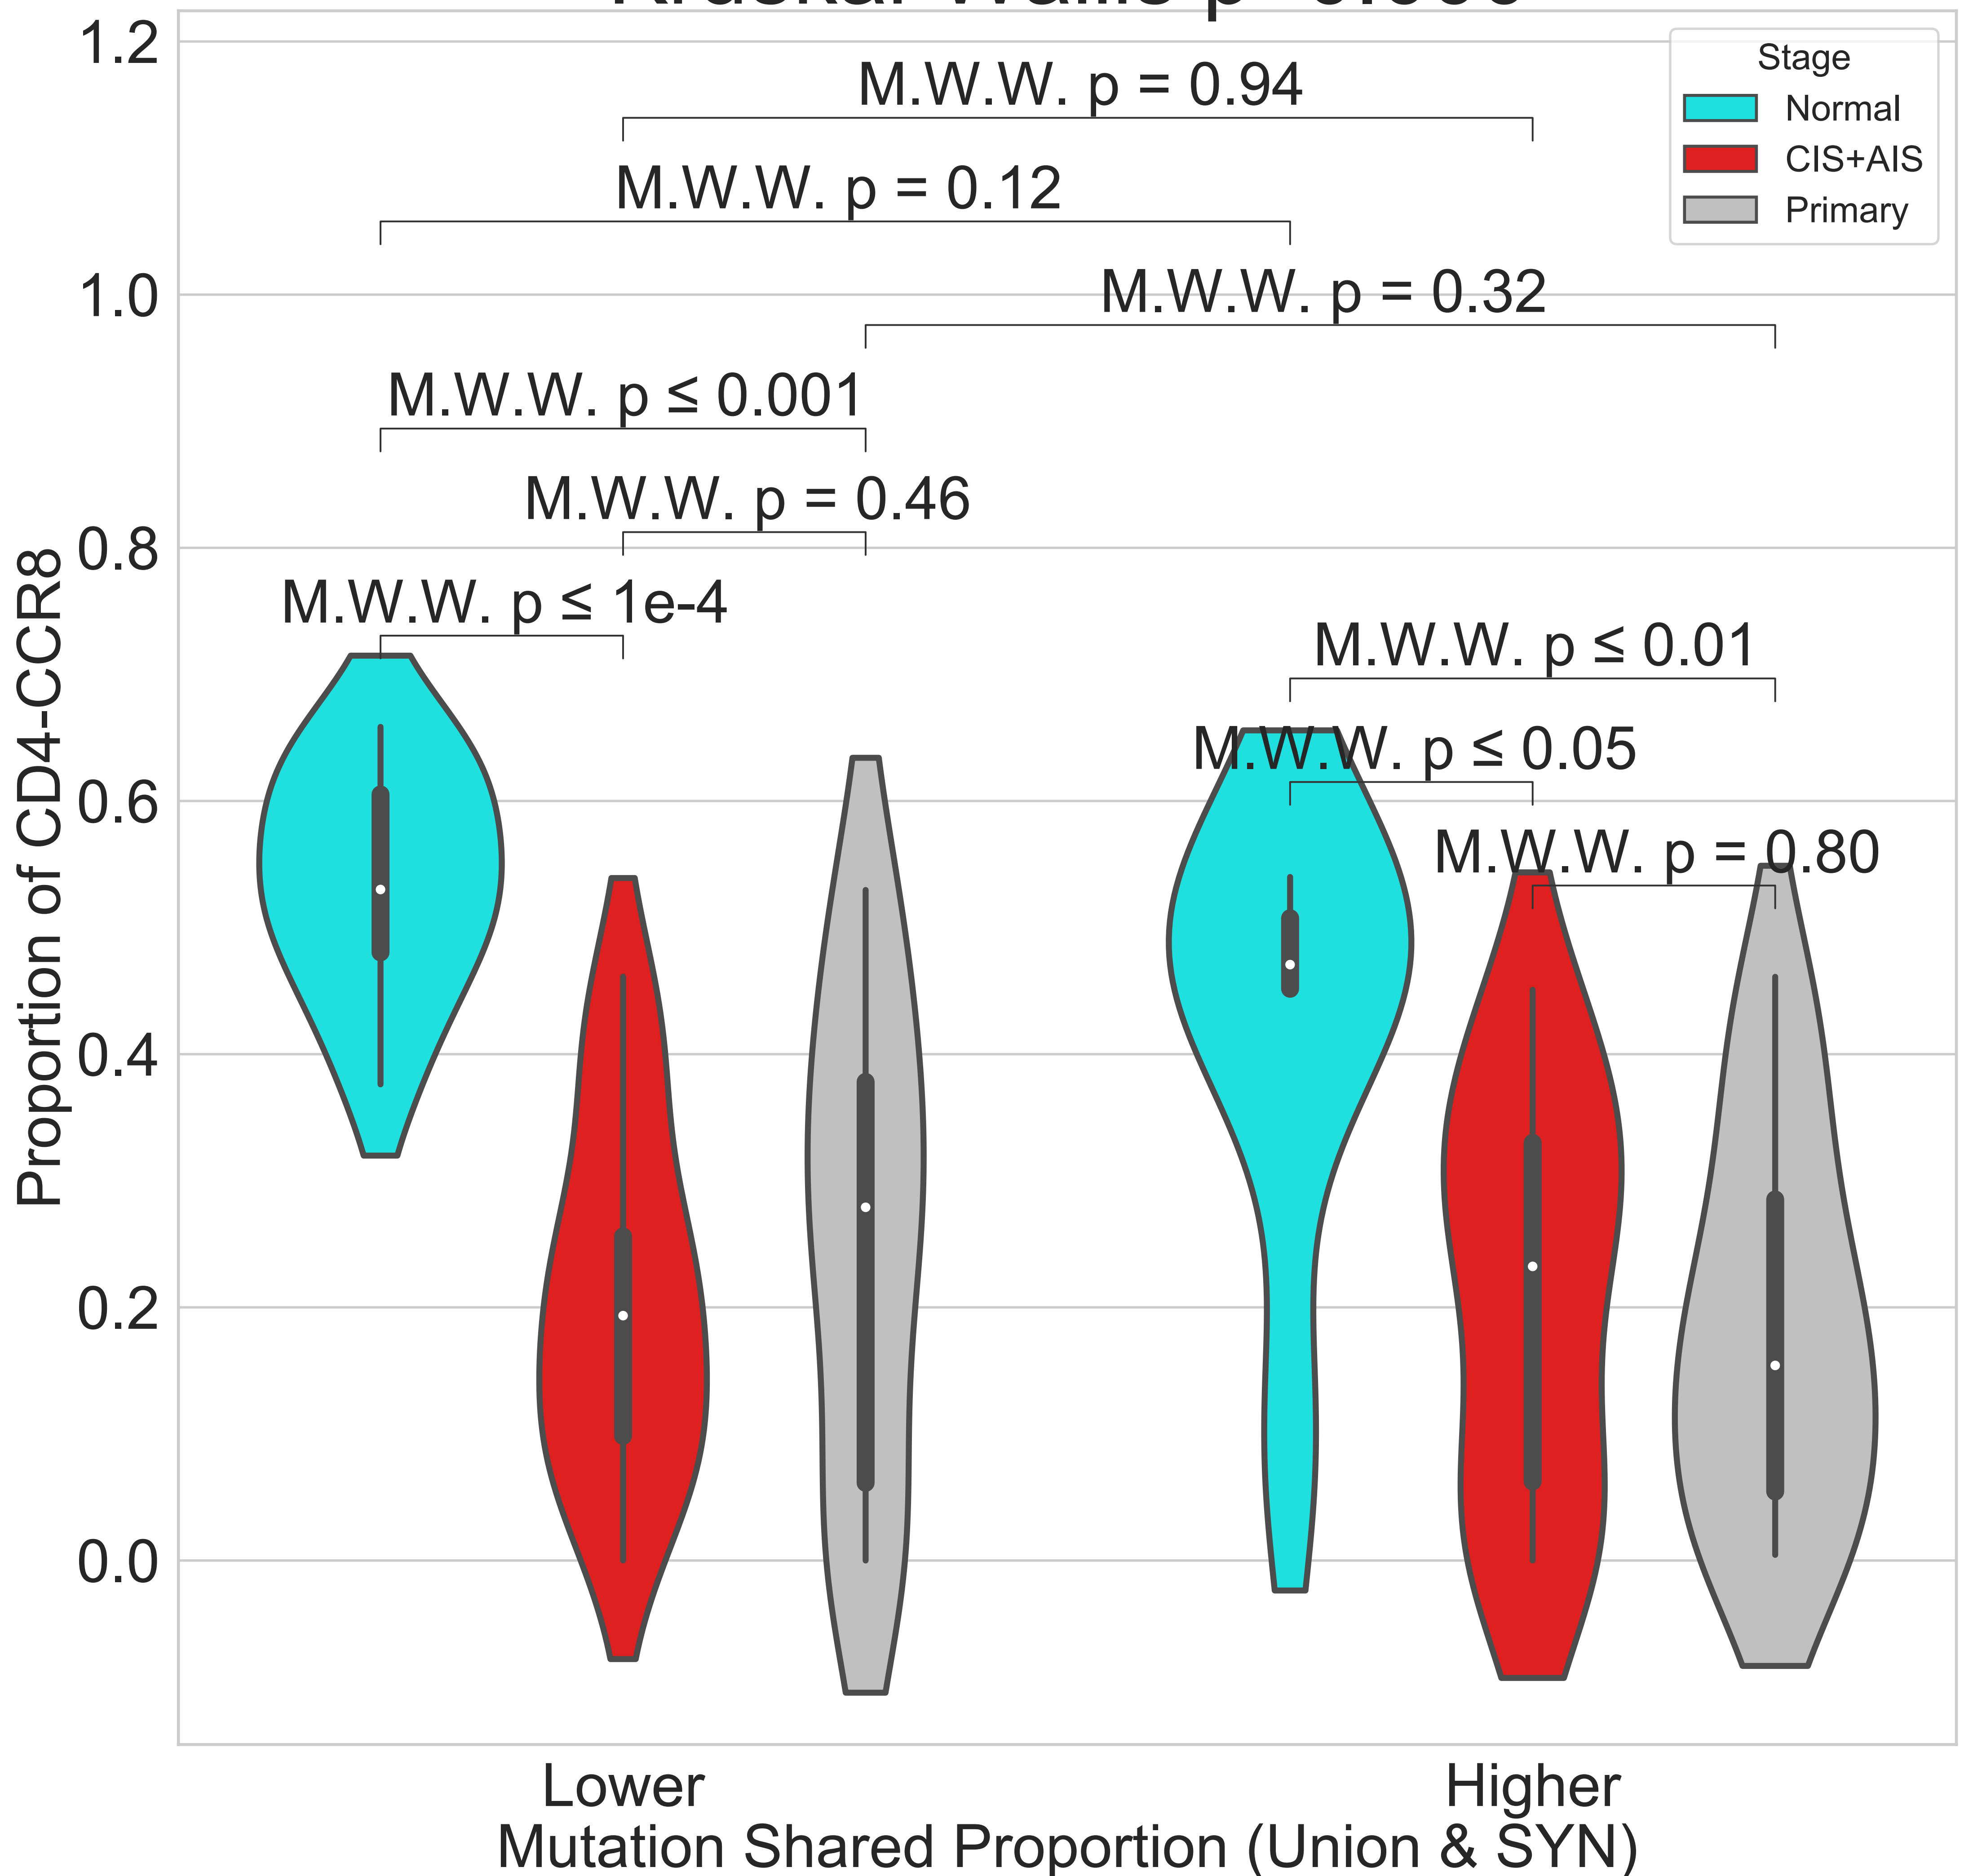 1.2
1.0
0.8
0.6
0.4
0.2
0.0
Proportion of CD4-CCR8
M.W.W. p = 0.94
M.W.W. p = 0.12
M.W.W. p = 0.32
M.W.W. p ≤ 0.001
M.W.W. p = 0.46
M.W.W. p ≤ 1e-4
M.W.W. p ≤ 0.01
M.W.W. p ≤ 0.05
M.W.W. p = 0.80
Stage
Normal
CIS+AIS
Primary
Lower
Higher
Mutation Shared Proportion (Union & SYN)